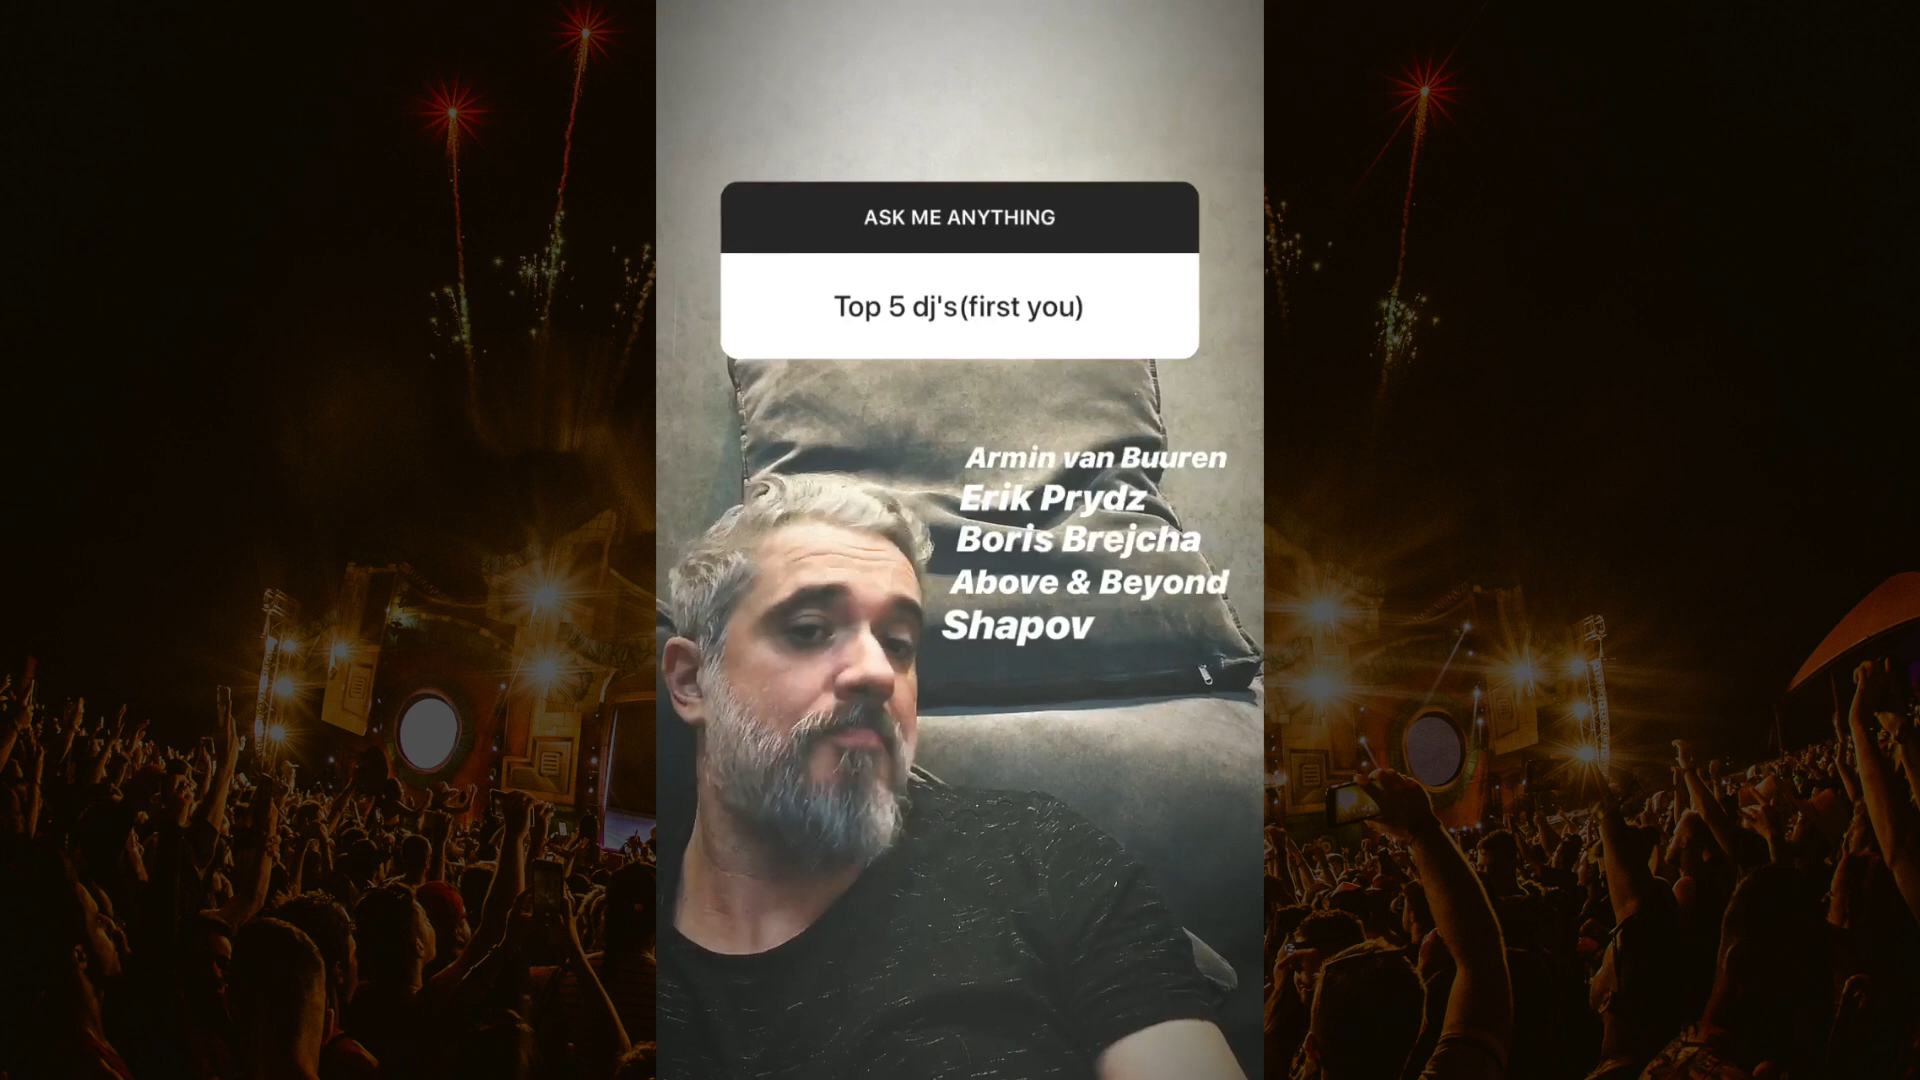 ASK ME ANYTHING
Top 5 dj's(first you)
Armin van Buuren
Erik Prydz
Boris Brejcha
Above & Beyond
Shapov